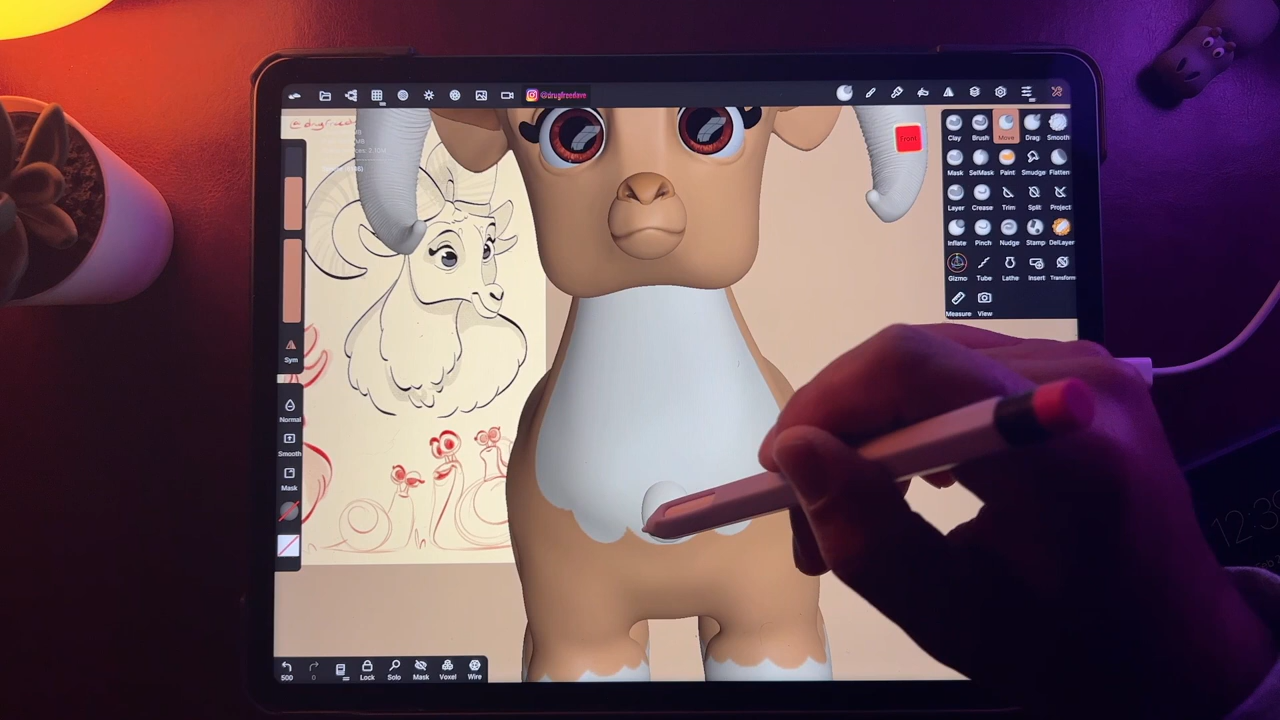 @drugfreedave
Front
Clay Brush Move Drag Smooth
Mask SelMask Paint Smudge Flatten
Layer Crease Trim Split Project
Inflate Pinch Nudge Stamp DelLayer
Gizmo Tube Lathe Insert Transform
Measure View
Sym
Normal
Smooth
Mask
500 0 Lock Solo Mask Voxel Wire